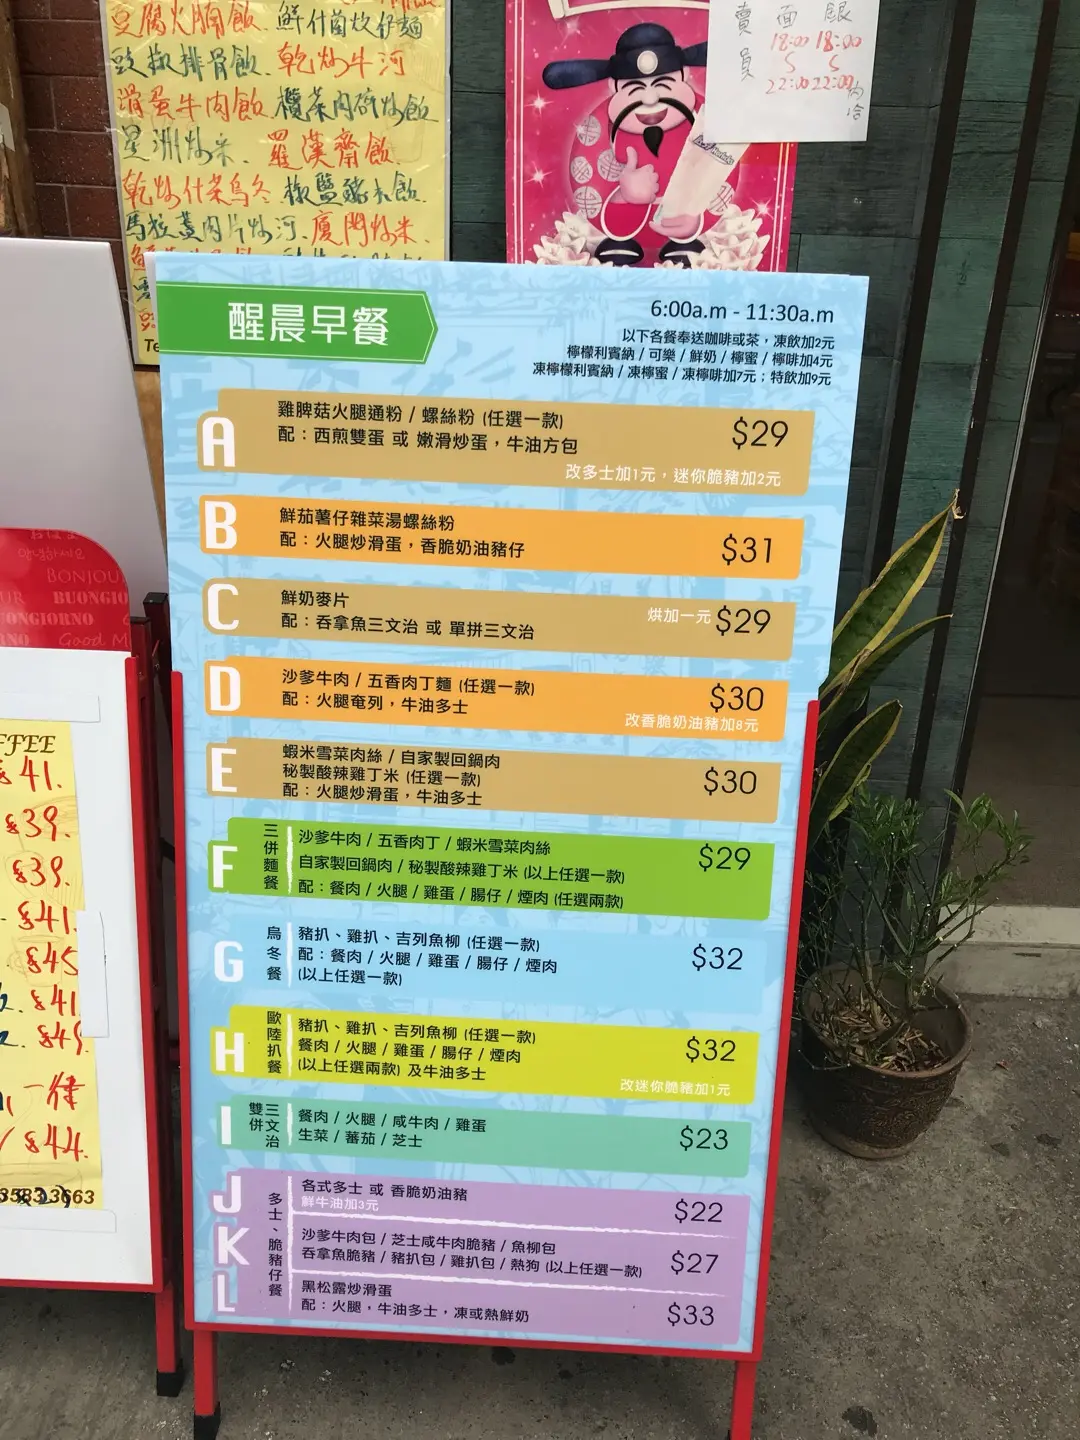 豆腐火腩飯.
乾炒牛河
滑蛋牛肉飯
欖菜肉碎炒飯
星洲炒米.
羅漢齋飯.
乾炒什菜烏冬.
椒鹽豬扒飯.
馬拉盞肉片炒河.
廈門炒米.
18:00 18:00
22:00 22:00
醒晨早餐
6:00a.m - 11:30a.m
以下各餐奉送咖啡或茶，凍飲加2元
檸檬利賓納 / 可樂 / 鮮奶 / 檸蜜 / 檸啡加4元
凍檸檬利賓納 / 凍檸蜜 / 凍檸啡加7元；特飲加9元
A
雞脾菇火腿通粉 / 螺絲粉 (任選一款)
配：西煎雙蛋 或 嫩滑炒蛋，牛油方包
$29
改多士加1元，迷你脆豬加2元
B
鮮茄薯仔雜菜湯螺絲粉
配：火腿炒滑蛋，香脆奶油豬仔
$31
C
鮮奶麥片
配：吞拿魚三文治 或 單拼三文治
烘加一元 $29
D
沙爹牛肉 / 五香肉丁麵 (任選一款)
配：火腿奄列，牛油多士
$30
改香脆奶油豬加8元
E
蝦米雪菜肉絲 / 自家製回鍋肉
秘製酸辣雞丁米 (任選一款)
配：火腿炒滑蛋，牛油多士
$30
F
三併麵餐
沙爹牛肉 / 五香肉丁 / 蝦米雪菜肉絲
自家製回鍋肉 / 秘製酸辣雞丁米 (以上任選一款)
配：餐肉 / 火腿 / 雞蛋 / 腸仔 / 煙肉 (任選兩款)
$29
G
烏冬餐
豬扒、雞扒、吉列魚柳 (任選一款)
配：餐肉 / 火腿 / 雞蛋 / 腸仔 / 煙肉
(以上任選一款)
$32
H
歐陸扒餐
豬扒、雞扒、吉列魚柳 (任選一款)
餐肉 / 火腿 / 雞蛋 / 腸仔 / 煙肉
(以上任選兩款) 及牛油多士
$32
改迷你脆豬加1元
I
雙併
三文治
餐肉 / 火腿 / 咸牛肉 / 雞蛋
生菜 / 蕃茄 / 芝士
$23
多士、脆豬仔餐
J
各式多士 或 香脆奶油豬
鮮牛油加3元
$22
K
沙爹牛肉包 / 芝士咸牛肉脆豬 / 魚柳包
吞拿魚脆豬 / 豬扒包 / 雞扒包 / 熱狗 (以上任選一款)
$27
L
黑松露炒滑蛋
配：火腿，牛油多士，凍或熱鮮奶
$33
안녕하세요
BONJOU
UR BUONGIO
ONGIORNO
RNO Good M
FFEE
$41.
$39.
$39.
$41.
$45
$41
$49.
$44.
3583 3663